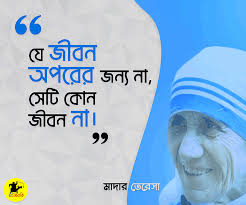 “
যে জীবন
অপরের জন্য না,
সেটি কোন
জীবন না।
”
মাদার তেরেসা